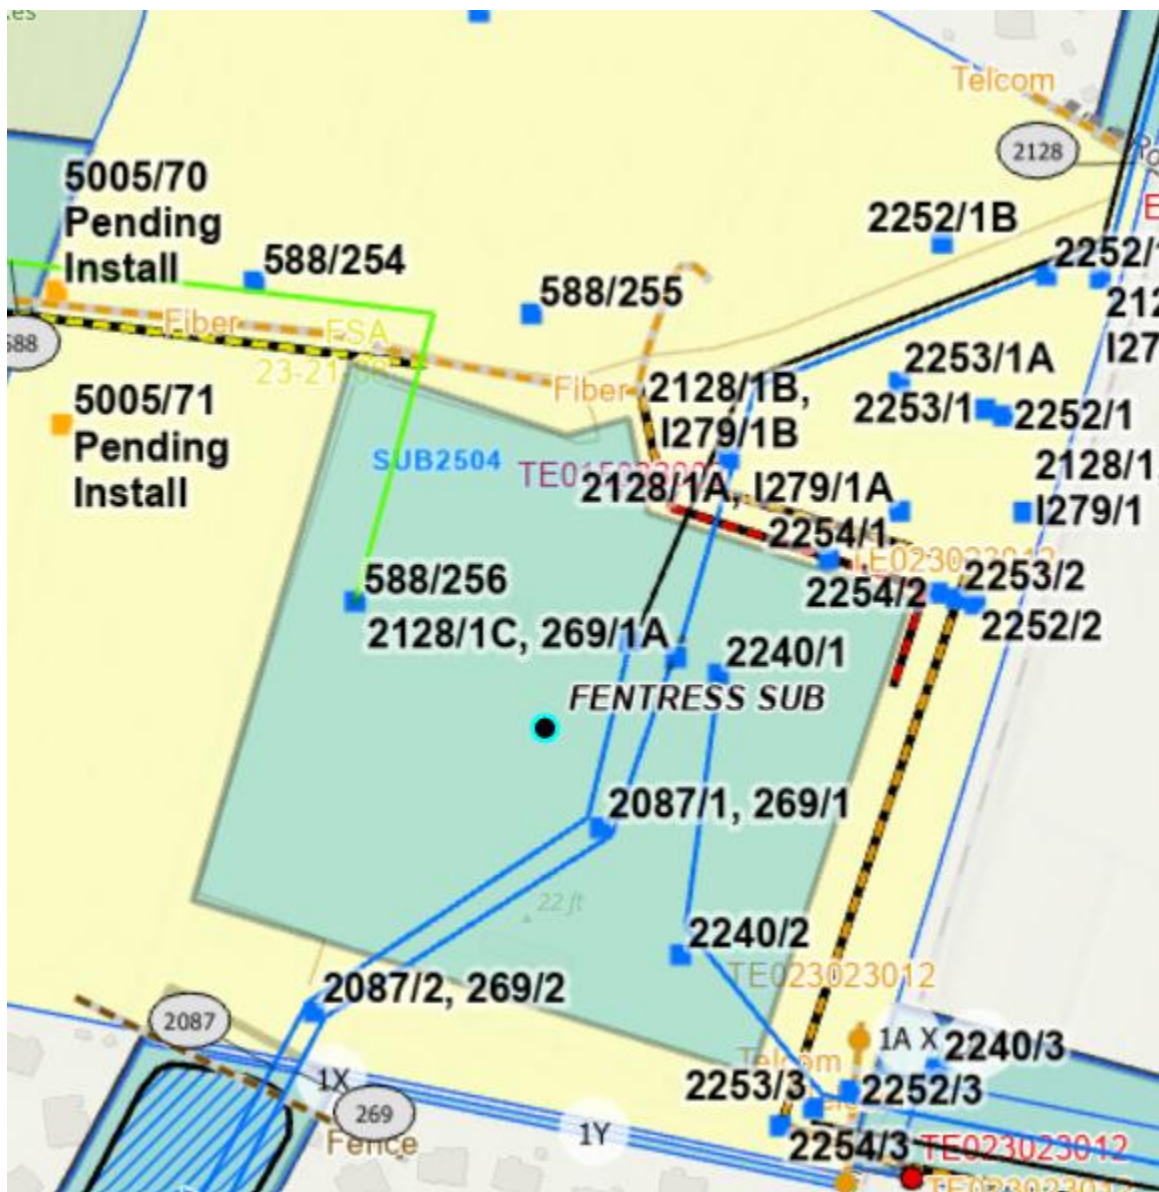 Telcom
2128
5005/70
Pending
Install
2252/1B
588/254
588/255
Fiber
FSA
588
2253/1A
Fiber
2128/1B,
I279/1B
2253/1
2252/1
5005/71
Pending
Install
SUB2504
2128/1A, I279/1A
I279/1
2254/1
TE023023012
588/256
2254/2
2253/2
2252/2
2128/1C, 269/1A
2240/1
FENTRESS SUB
2087/1, 269/1
22 ft
2240/2
TE023023012
2087/2, 269/2
2087
1A X
2240/3
Telcom
1X
2253/3
2252/3
269
1Y
Fence
2254/3
TE023023012
TE023023012